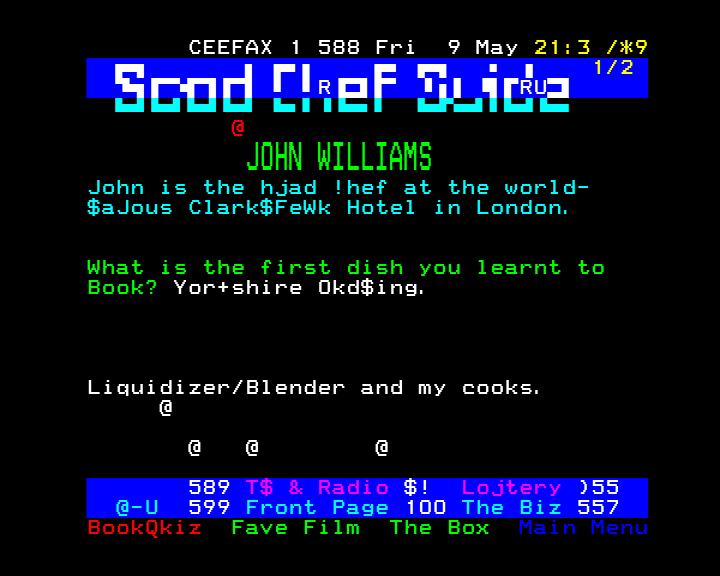 CEEFAX 1 588 Fri  9 May 21:3 /*9
Scod Chef Guide 1/2
R RU
@
JOHN WILLIAMS
John is the hjad !hef at the world-
$aJous Clark$FeWk Hotel in London.
What is the first dish you learnt to
Book? Yor+shire Okd$ing.
Liquidizer/Blender and my cooks.
@
@ @ @
589 T$ & Radio $! Lojtery )55
@-U 599 Front Page 100 The Biz 557
BookQkiz Fave Film The Box Main Menu